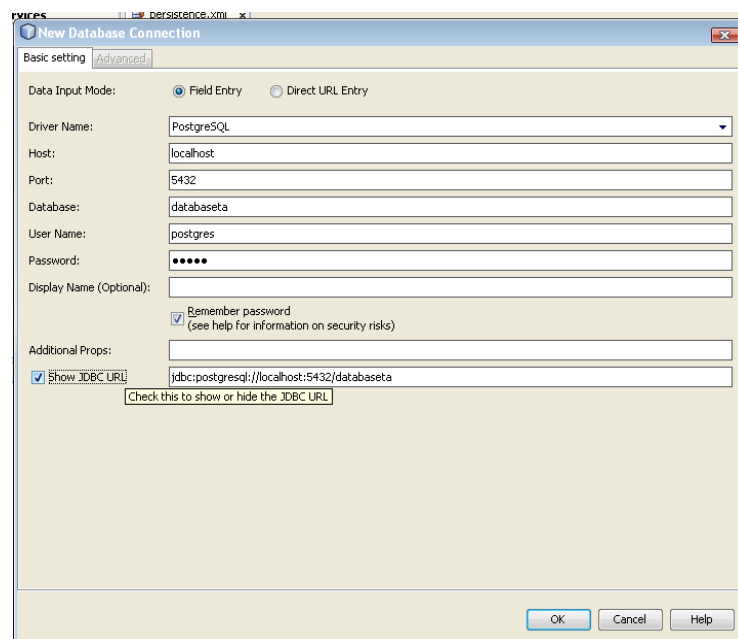 rvices persistence.xml x
New Database Connection
Basic setting Advanced
Data Input Mode: Field Entry Direct URL Entry
Driver Name: PostgreSQL
Host: localhost
Port: 5432
Database: databaseta
User Name: postgres
Password: •••••
Display Name (Optional):
Remember password
(see help for information on security risks)
Additional Props:
Show JDBC URL jdbc:postgresql://localhost:5432/databaseta
Check this to show or hide the JDBC URL
OK Cancel Help